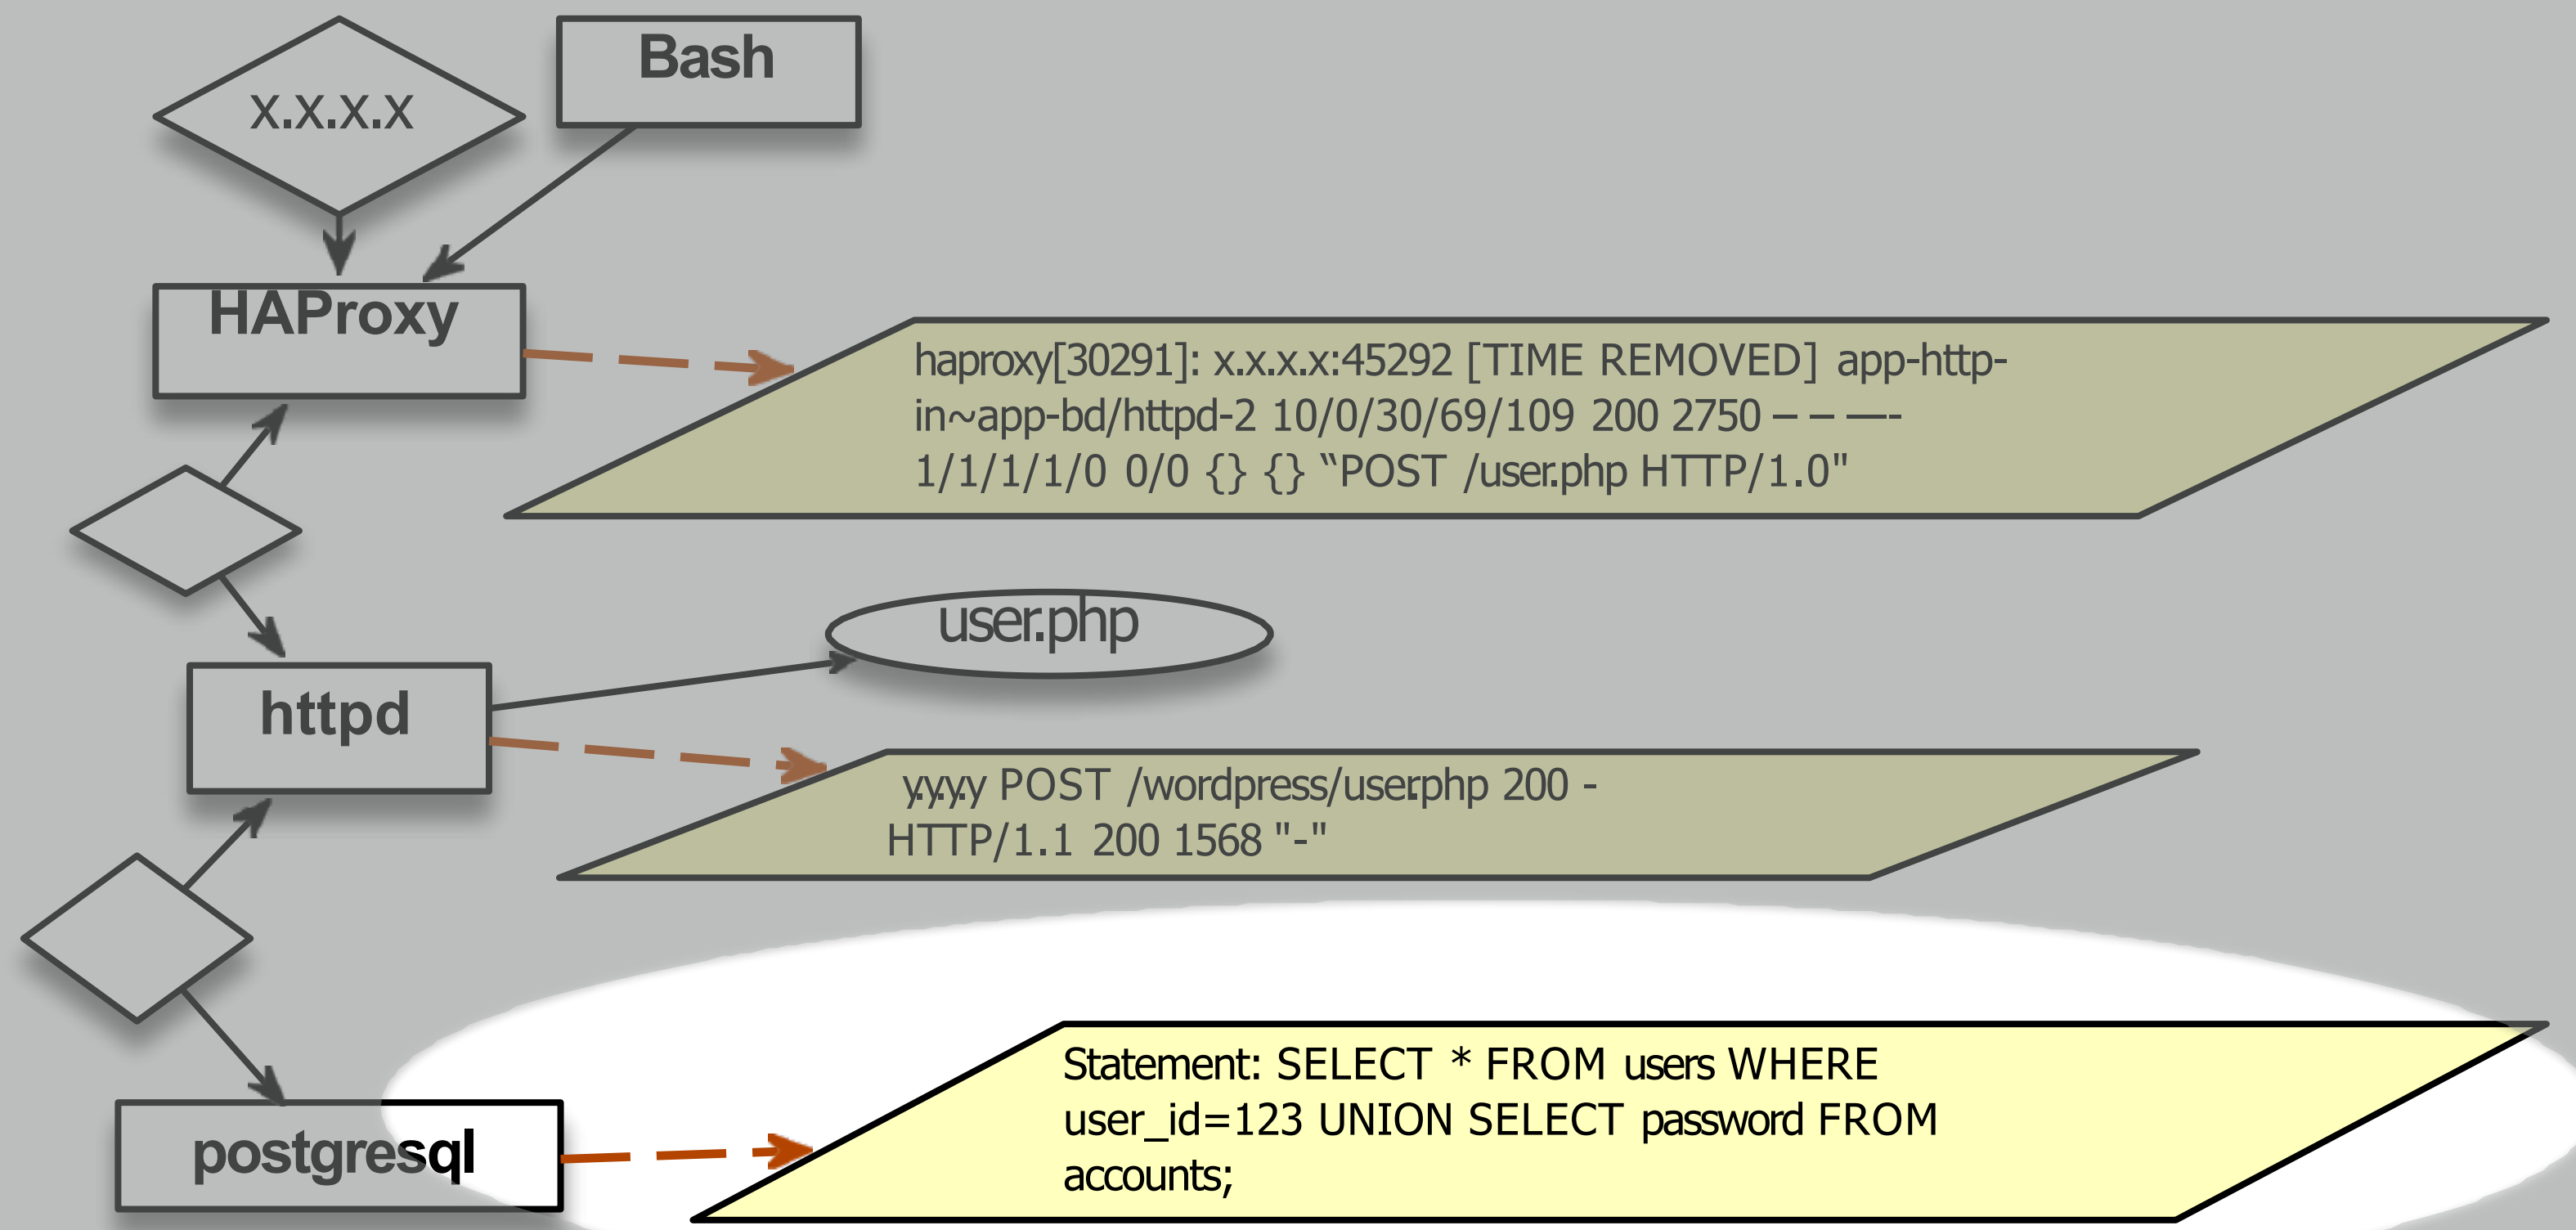 x.x.x.x
Bash
HAProxy
haproxy[30291]: x.x.x.x:45292 [TIME REMOVED] app-http-
in~app-bd/httpd-2 10/0/30/69/109 200 2750 – – —-
1/1/1/1/0 0/0 {} {} “POST /user.php HTTP/1.0"
user.php
httpd
y.y.y.y POST /wordpress/user.php 200 -
HTTP/1.1 200 1568 "-"
Statement: SELECT * FROM users WHERE
user_id=123 UNION SELECT password FROM
accounts;
postgresql